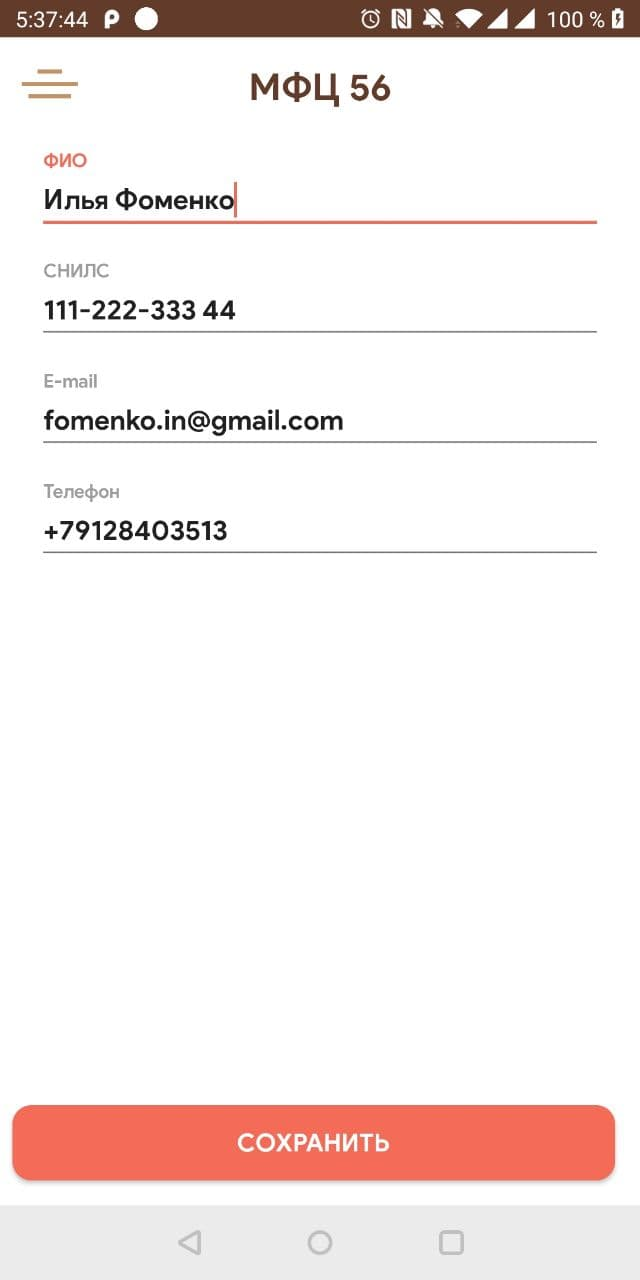 5:37:44 100 %
МФЦ 56
ФИО
Илья Фоменко
СНИЛС
111-222-333 44
E-mail
fomenko.in@gmail.com
Телефон
+79128403513
СОХРАНИТЬ